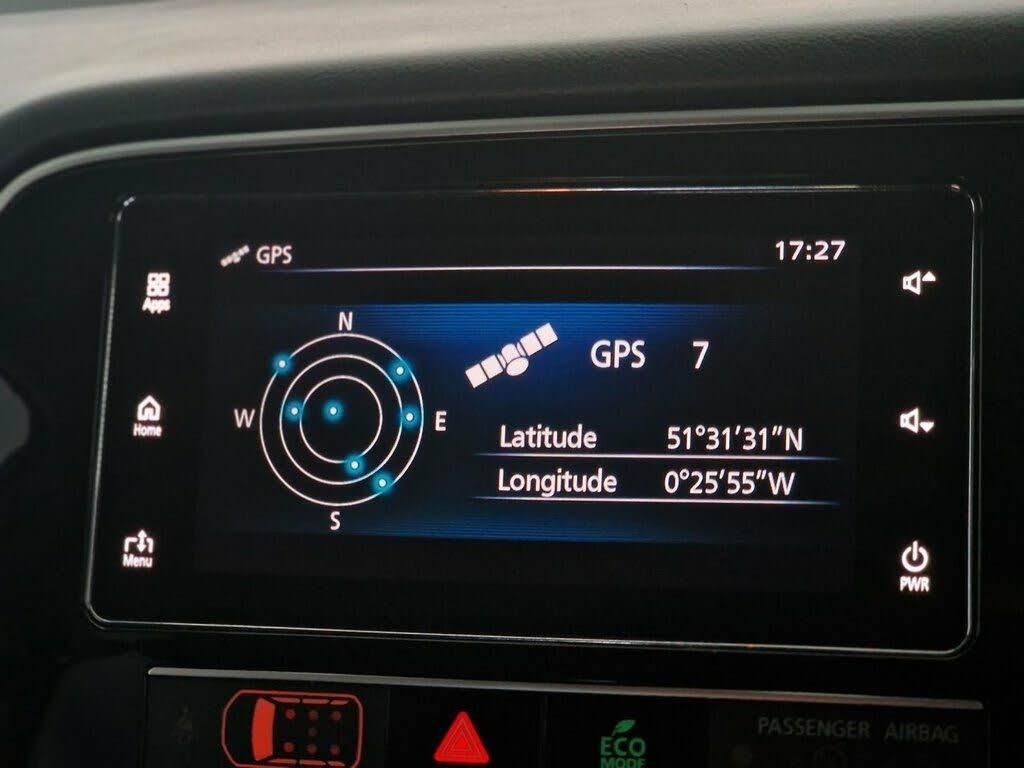 GPS
17:27
Apps
N
GPS 7
W
E
Home
Latitude 51°31'31"N
Longitude 0°25'55"W
S
Menu
PWR
ECO
MODE
PASSENGER AIRBAG